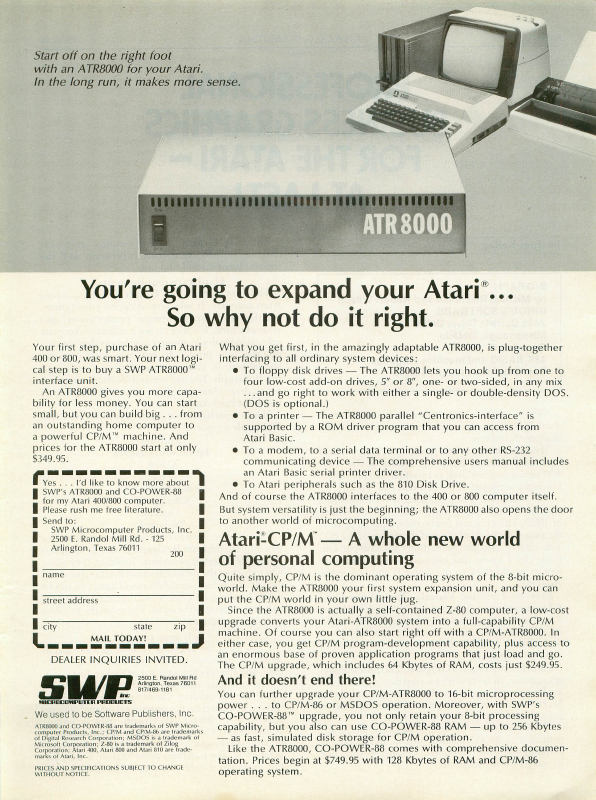 Start off on the right foot
with an ATR8000 for your Atari.
In the long run, it makes more sense.
ATR8000
You're going to expand your Atari®...
So why not do it right.
Your first step, purchase of an Atari
400 or 800, was smart. Your next logi-
cal step is to buy a SWP ATR8000™
interface unit.
An ATR8000 gives you more capa-
bility for less money. You can start
small, but you can build big . . . from
an outstanding home computer to
a powerful CP/M™ machine. And
prices for the ATR8000 start at only
$349.95.
Yes . . . I'd like to know more about
SWP's ATR8000 and CO-POWER-88
for my Atari 400/800 computer.
Please rush me free literature.
Send to:
SWP Microcomputer Products, Inc.
2500 E. Randol Mill Rd. - 125
Arlington, Texas 76011
200
name
street address
city state zip
MAIL TODAY!
DEALER INQUIRIES INVITED.
SWP inc
MICROCOMPUTER PRODUCTS
2500 E. Randol Mill Rd
Arlington, Texas 76011
817/469-1181
We used to be Software Publishers, Inc.
ATR8000 and CO-POWER-88 are trademarks of SWP Micro-
computer Products, Inc.; CP/M and CP/M-86 are trademarks
of Digital Research Corporation; MSDOS is a trademark of
Microsoft Corporation; Z-80 is a trademark of Zilog
Corporation; Atari 400, Atari 800 and Atari 810 are trade-
marks of Atari, Inc.
PRICES AND SPECIFICATIONS SUBJECT TO CHANGE
WITHOUT NOTICE.
What you get first, in the amazingly adaptable ATR8000, is plug-together
interfacing to all ordinary system devices:
● To floppy disk drives — The ATR8000 lets you hook up from one to
four low-cost add-on drives, 5" or 8", one- or two-sided, in any mix
. . . and go right to work with either a single- or double-density DOS.
(DOS is optional.)
● To a printer — The ATR8000 parallel "Centronics-interface" is
supported by a ROM driver program that you can access from
Atari Basic.
● To a modem, to a serial data terminal or to any other RS-232
communicating device — The comprehensive users manual includes
an Atari Basic serial printer driver.
● To Atari peripherals such as the 810 Disk Drive.
And of course the ATR8000 interfaces to the 400 or 800 computer itself.
But system versatility is just the beginning; the ATR8000 also opens the door
to another world of microcomputing.
Atari®-CP/M™ — A whole new world
of personal computing
Quite simply, CP/M is the dominant operating system of the 8-bit micro-
world. Make the ATR8000 your first system expansion unit, and you can
put the CP/M world in your own little jug.
Since the ATR8000 is actually a self-contained Z-80 computer, a low-cost
upgrade converts your Atari-ATR8000 system into a full-capability CP/M
machine. Of course you can also start right off with a CP/M-ATR8000. In
either case, you get CP/M program-development capability, plus access to
an enormous base of proven application programs that just load and go.
The CP/M upgrade, which includes 64 Kbytes of RAM, costs just $249.95.
And it doesn't end there!
You can further upgrade your CP/M-ATR8000 to 16-bit microprocessing
power . . . to CP/M-86 or MSDOS operation. Moreover, with SWP's
CO-POWER-88™ upgrade, you not only retain your 8-bit processing
capability, but you also can use CO-POWER-88 RAM — up to 256 Kbytes
— as fast, simulated disk storage for CP/M operation.
Like the ATR8000, CO-POWER-88 comes with comprehensive documen-
tation. Prices begin at $749.95 with 128 Kbytes of RAM and CP/M-86
operating system.